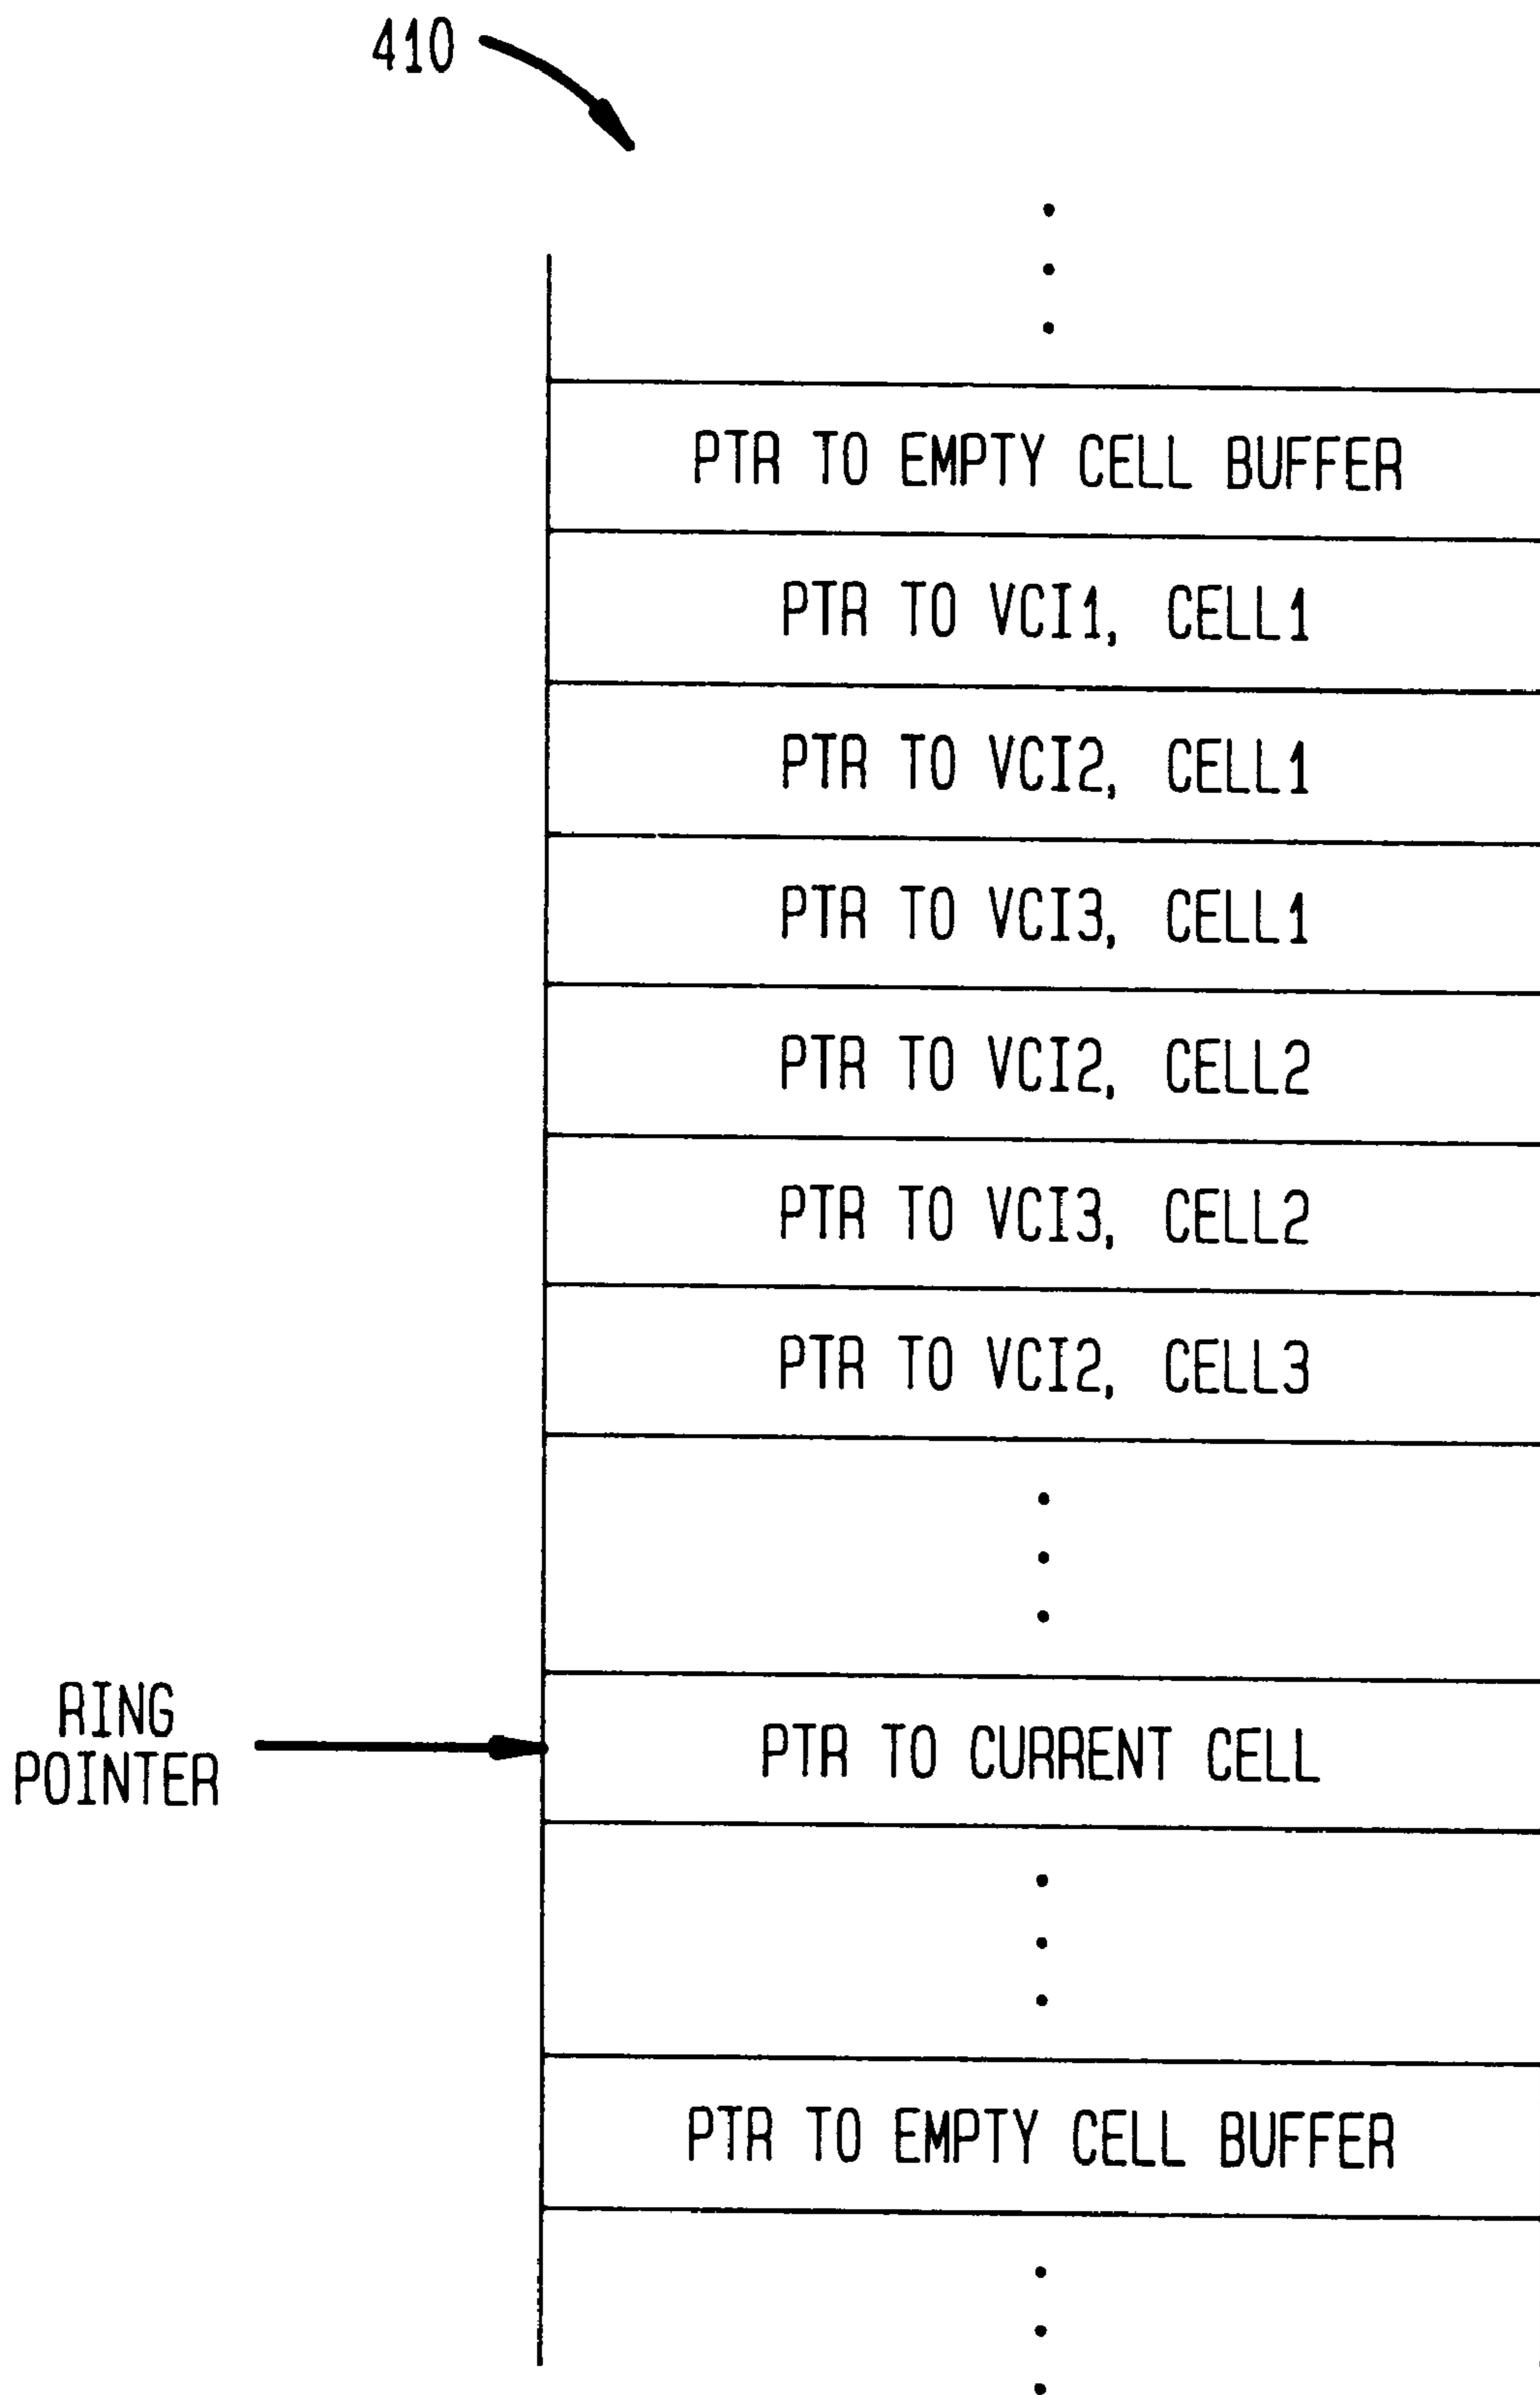 410
PTR TO EMPTY CELL BUFFER
PTR TO VCI1, CELL1
PTR TO VCI2, CELL1
PTR TO VCI3, CELL1
PTR TO VCI2, CELL2
PTR TO VCI3, CELL2
PTR TO VCI2, CELL3
RING
POINTER
PTR TO CURRENT CELL
PTR TO EMPTY CELL BUFFER